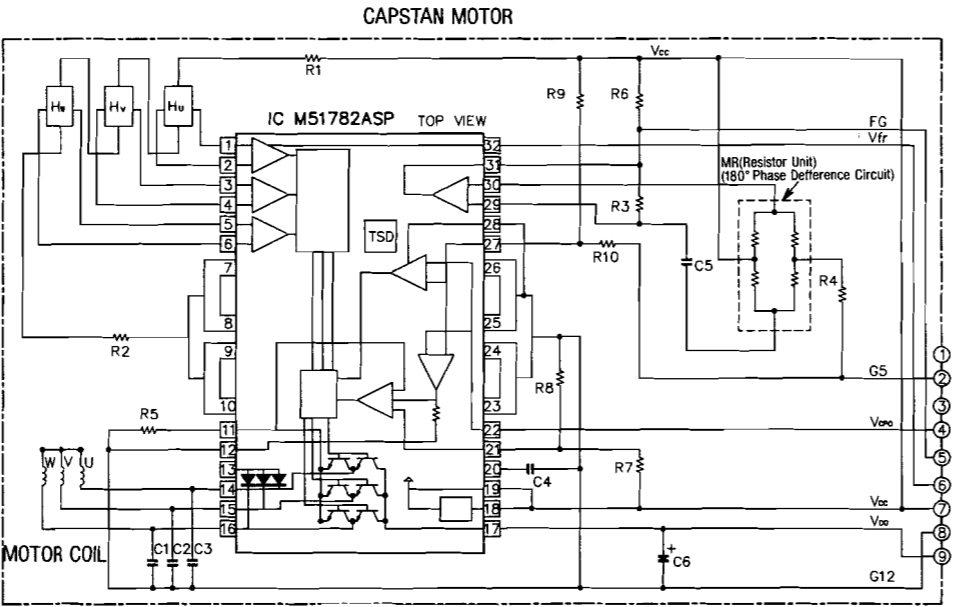 CAPSTAN MOTOR
Vcc
R1
R9
R6
Hw
Hv
Hu
IC M51782ASP
TOP VIEW
FG
Vfr
MR(Resistor Unit)
(180° Phase Defference Circuit)
1
2
3
4
5
6
7
8
9
10
11
12
13
14
15
16
32
31
30
29
28
27
26
25
24
23
22
21
20
19
18
17
TSD
R3
R10
C5
R4
R2
R8
R5
R7
C4
G5
Vcc
G12
W
V
U
C1
C2
C3
C6
+
MOTOR COIL
①
②
③
④
⑤
⑥
⑦
⑧
⑨